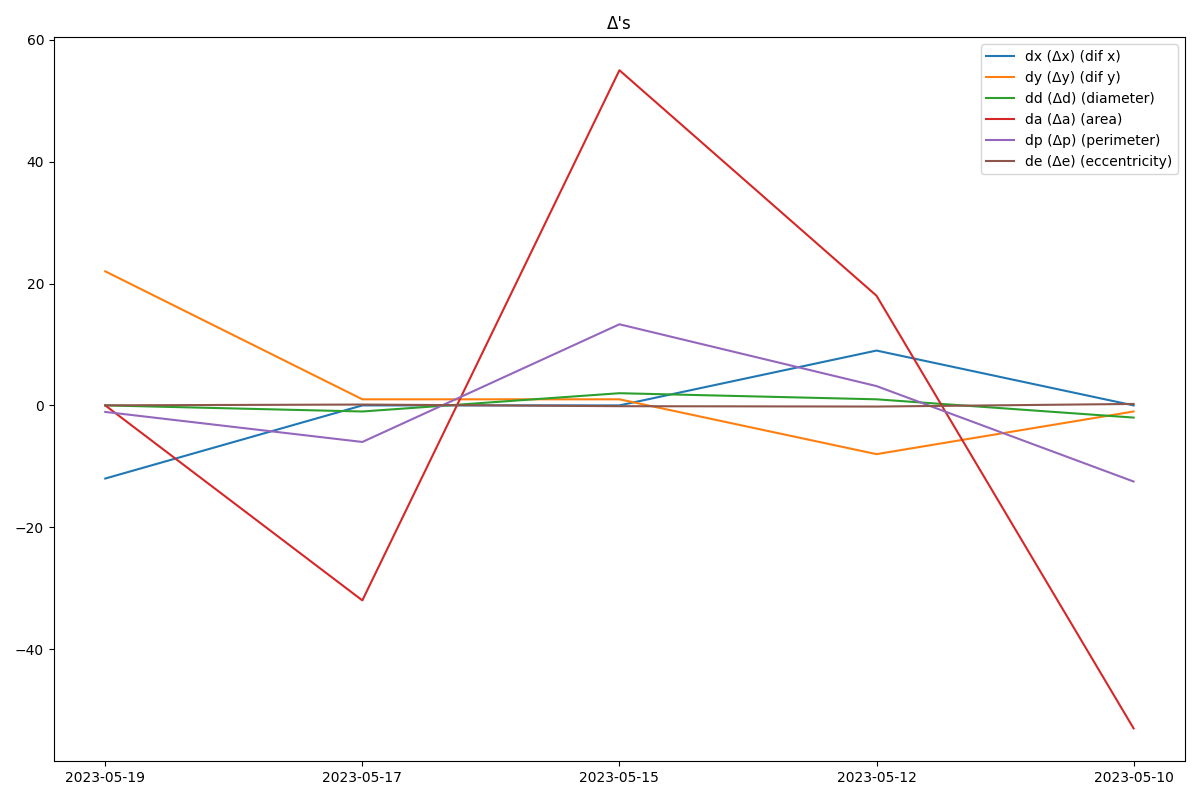 Δ's
60
40
20
0
−20
−40
dx (Δx) (dif x)
dy (Δy) (dif y)
dd (Δd) (diameter)
da (Δa) (area)
dp (Δp) (perimeter)
de (Δe) (eccentricity)
2023-05-19 2023-05-17 2023-05-15 2023-05-12 2023-05-10